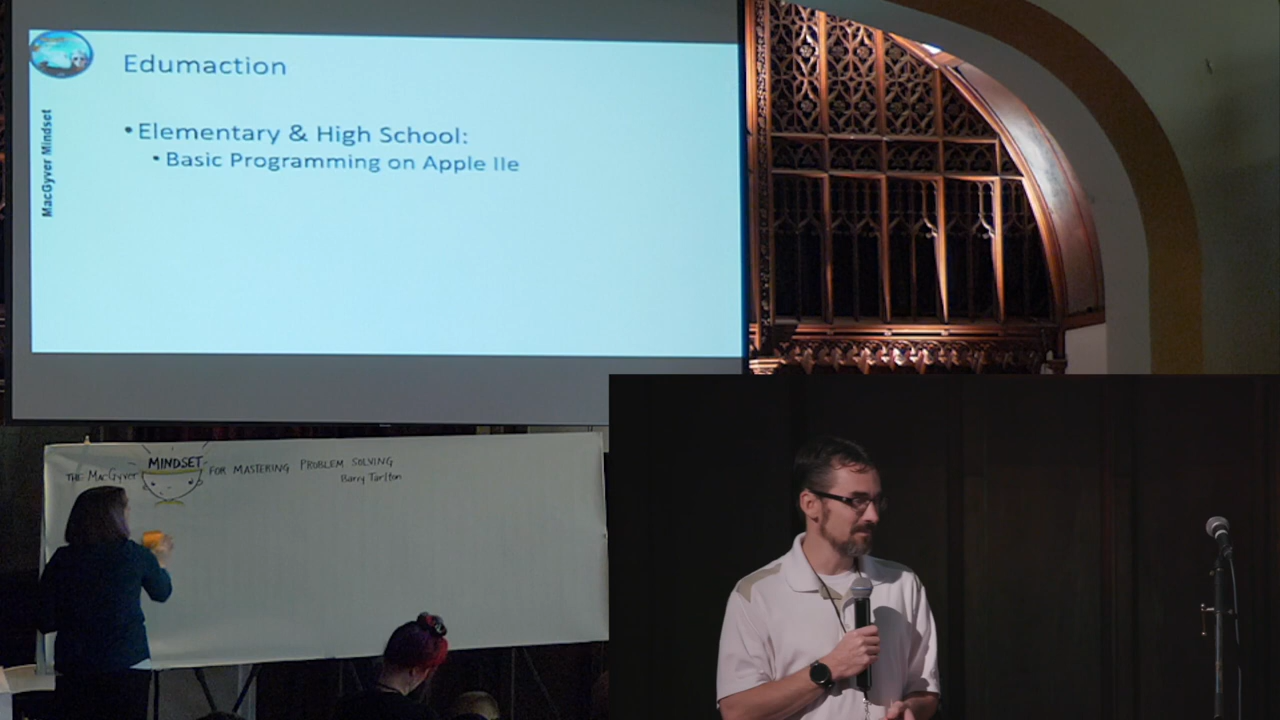 Edumaction
MacGyver Mindset
•Elementary & High School:
•Basic Programming on Apple IIe
THE MACGyver MINDSET FOR MASTERING PROBLEM SOLVING
Barry Tarlton